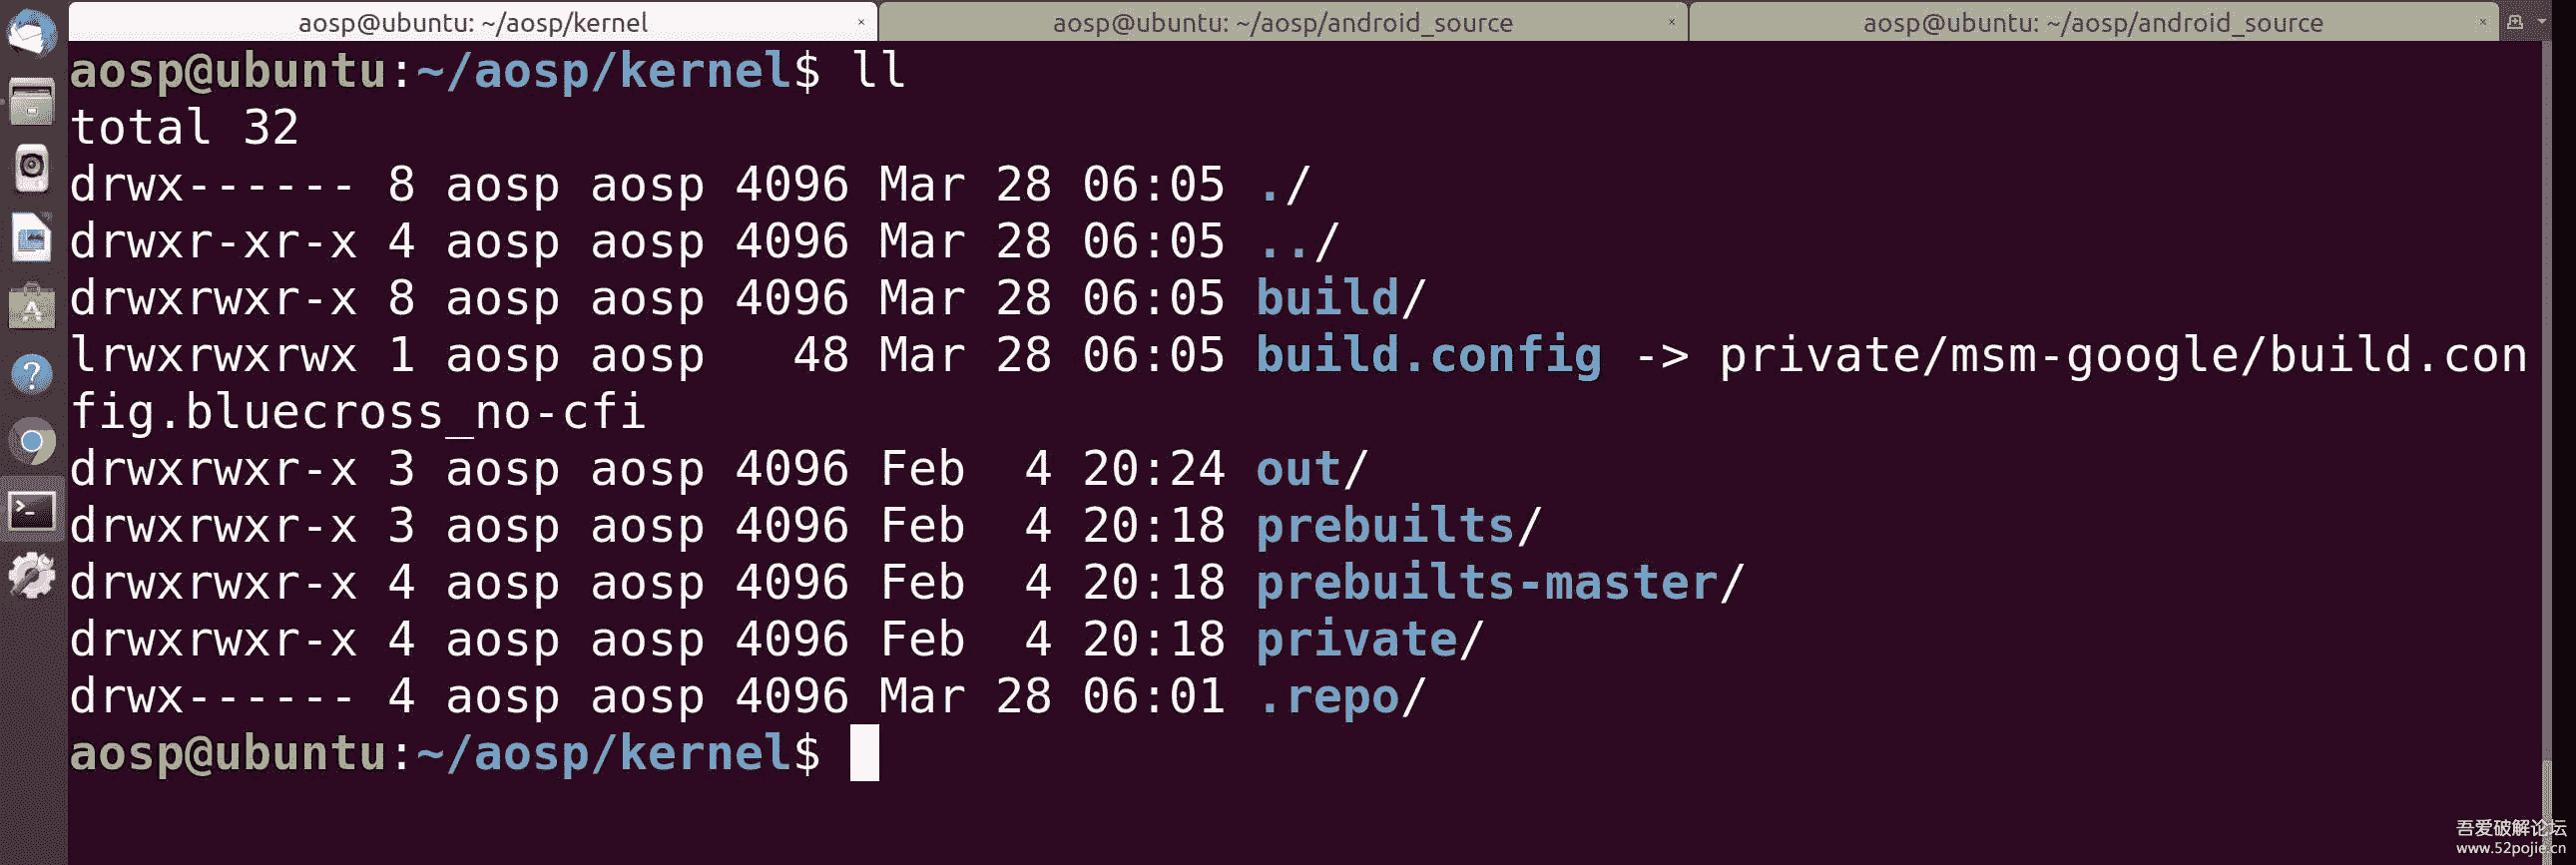 aosp@ubuntu: ~/aosp/kernel × aosp@ubuntu: ~/aosp/android_source × aosp@ubuntu: ~/aosp/android_source ×
aosp@ubuntu:~/aosp/kernel$ ll
total 32
drwx------ 8 aosp aosp 4096 Mar 28 06:05 ./
drwxr-xr-x 4 aosp aosp 4096 Mar 28 06:05 ../
drwxrwxr-x 8 aosp aosp 4096 Mar 28 06:05 build/
lrwxrwxrwx 1 aosp aosp   48 Mar 28 06:05 build.config -> private/msm-google/build.con
fig.bluecross_no-cfi
drwxrwxr-x 3 aosp aosp 4096 Feb  4 20:24 out/
drwxrwxr-x 3 aosp aosp 4096 Feb  4 20:18 prebuilts/
drwxrwxr-x 4 aosp aosp 4096 Feb  4 20:18 prebuilts-master/
drwxrwxr-x 4 aosp aosp 4096 Feb  4 20:18 private/
drwx------ 4 aosp aosp 4096 Mar 28 06:01 .repo/
aosp@ubuntu:~/aosp/kernel$
吾爱破解论坛
www.52pojie.cn